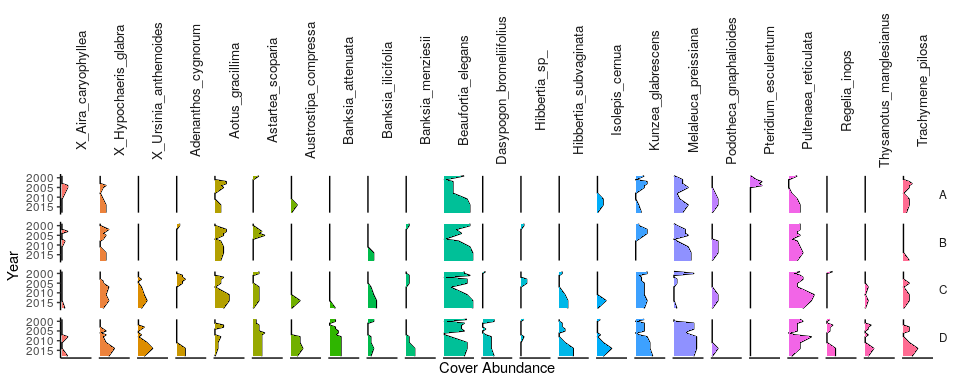 X_Aira_caryophyllea
X_Hypochaeris_glabra
X_Ursinia_anthemoides
Adenanthos_cygnorum
Aotus_gracillima
Astartea_scoparia
Austrostipa_compressa
Banksia_attenuata
Banksia_ilicifolia
Banksia_menziesii
Beaufortia_elegans
Dasypogon_bromeliifolius
Hibbertia_sp_
Hibbertia_subvaginata
Isolepis_cernua
Kunzea_glabrescens
Melaleuca_preissiana
Podotheca_gnaphalioides
Pteridium_esculentum
Pultenaea_reticulata
Regelia_inops
Thysanotus_manglesianus
Trachymene_pilosa
Year
2000
2005
2010
2015
A
2000
2005
2010
2015
B
2000
2005
2010
2015
C
2000
2005
2010
2015
D
Cover Abundance